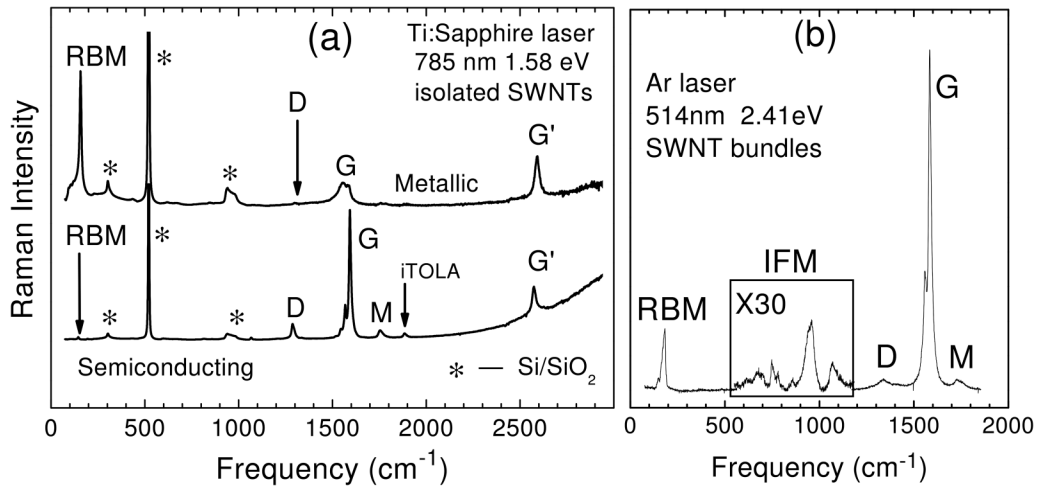 (a)
Ti:Sapphire laser
785 nm 1.58 eV
isolated SWNTs
RBM
*
*
*
D
G
Metallic
G'
RBM
*
*
*
D
G
M
iTOLA
G'
Semiconducting
* — Si/SiO₂
Raman Intensity
0 500 1000 1500 2000 2500
Frequency (cm⁻¹)
(b)
Ar laser
514nm 2.41eV
SWNT bundles
G
IFM
X30
RBM
D
M
0 500 1000 1500 2000
Frequency (cm⁻¹)